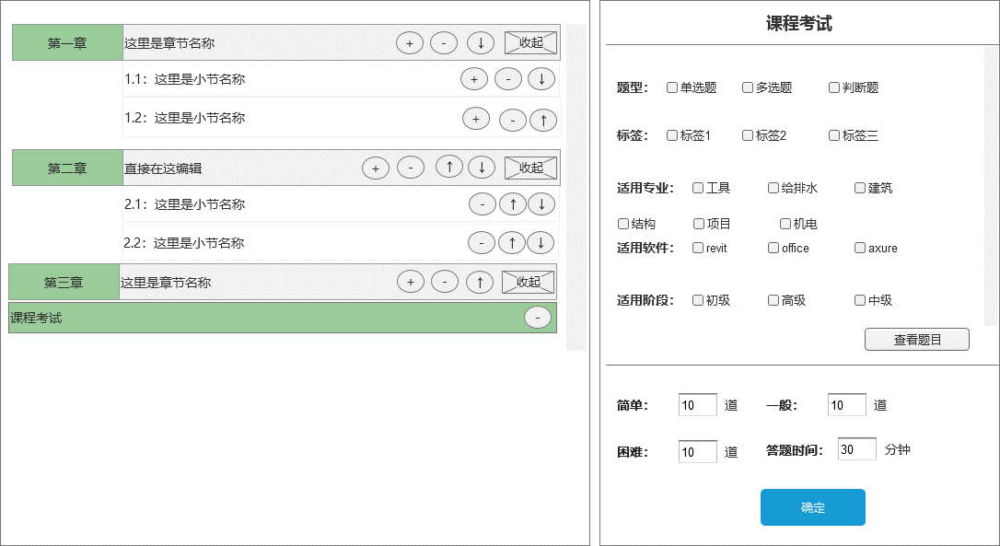 第一章 这里是章节名称 + - ↓ 收起
1.1：这里是小节名称 + - ↓
1.2：这里是小节名称 + - ↑
第二章 直接在这编辑 + - ↑ ↓ 收起
2.1：这里是小节名称 - ↑ ↓
2.2：这里是小节名称 - ↑ ↓
第三章 这里是章节名称 + - ↑ 收起
课程考试 -
课程考试
题型： 单选题 多选题 判断题
标签： 标签1 标签2 标签三
适用专业： 工具 给排水 建筑
结构 项目 机电
适用软件： revit office axure
适用阶段： 初级 高级 中级
查看题目
简单： 10 道 一般： 10 道
困难： 10 道 答题时间： 30 分钟
确定